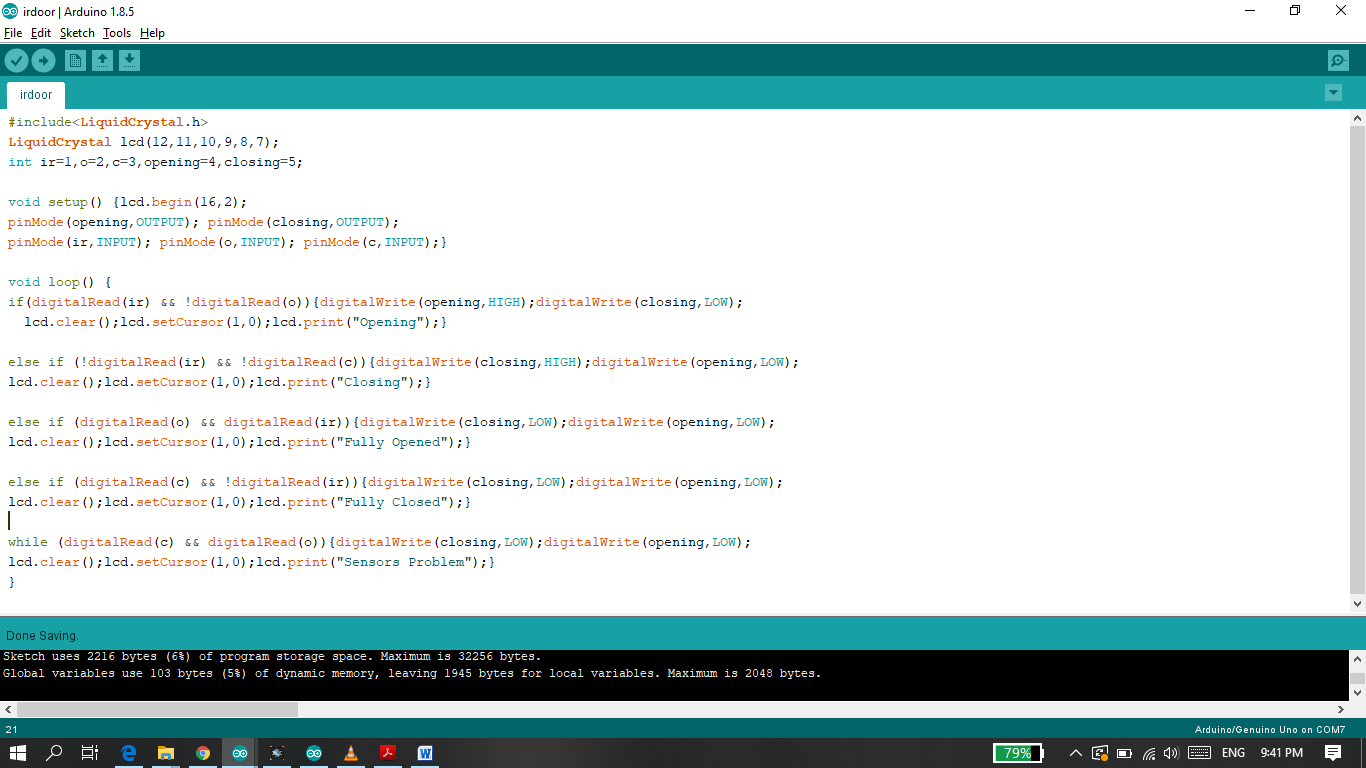 irdoor | Arduino 1.8.5
File Edit Sketch Tools Help
irdoor
#include<LiquidCrystal.h>
LiquidCrystal lcd(12,11,10,9,8,7);
int ir=1,o=2,c=3,opening=4,closing=5;
void setup() {lcd.begin(16,2);
pinMode(opening,OUTPUT); pinMode(closing,OUTPUT);
pinMode(ir,INPUT); pinMode(o,INPUT); pinMode(c,INPUT);}
void loop() {
if(digitalRead(ir) && !digitalRead(o)){digitalWrite(opening,HIGH);digitalWrite(closing,LOW);
lcd.clear();lcd.setCursor(1,0);lcd.print("Opening");}
else if (!digitalRead(ir) && !digitalRead(c)){digitalWrite(closing,HIGH);digitalWrite(opening,LOW);
lcd.clear();lcd.setCursor(1,0);lcd.print("Closing");}
else if (digitalRead(o) && digitalRead(ir)){digitalWrite(closing,LOW);digitalWrite(opening,LOW);
lcd.clear();lcd.setCursor(1,0);lcd.print("Fully Opened");}
else if (digitalRead(c) && !digitalRead(ir)){digitalWrite(closing,LOW);digitalWrite(opening,LOW);
lcd.clear();lcd.setCursor(1,0);lcd.print("Fully Closed");}
while (digitalRead(c) && digitalRead(o)){digitalWrite(closing,LOW);digitalWrite(opening,LOW);
lcd.clear();lcd.setCursor(1,0);lcd.print("Sensors Problem");}
}
Done Saving.
Sketch uses 2216 bytes (6%) of program storage space. Maximum is 32256 bytes.
Global variables use 103 bytes (5%) of dynamic memory, leaving 1945 bytes for local variables. Maximum is 2048 bytes.
21
Arduino/Genuino Uno on COM7
79%
ENG
9:41 PM